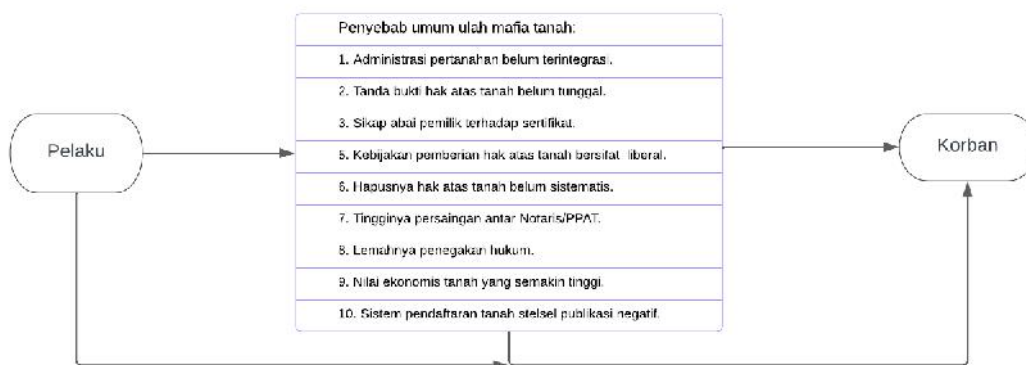 Penyebab umum ulah mafia tanah:
1. Administrasi pertanahan belum terintegrasi.
2. Tanda bukti hak atas tanah belum tunggal.
3. Sikap abai pemilik terhadap sertifikat.
Pelaku
5. Kebijakan pemberian hak atas tanah bersifat liberal.
Korban
6. Hapusnya hak atas tanah belum sistematis.
7. Tingginya persaingan antar Notaris/PPAT.
8. Lemahnya penegakan hukum.
9. Nilai ekonomis tanah yang semakin tinggi.
10. Sistem pendaftaran tanah stelsel publikasi negatif.